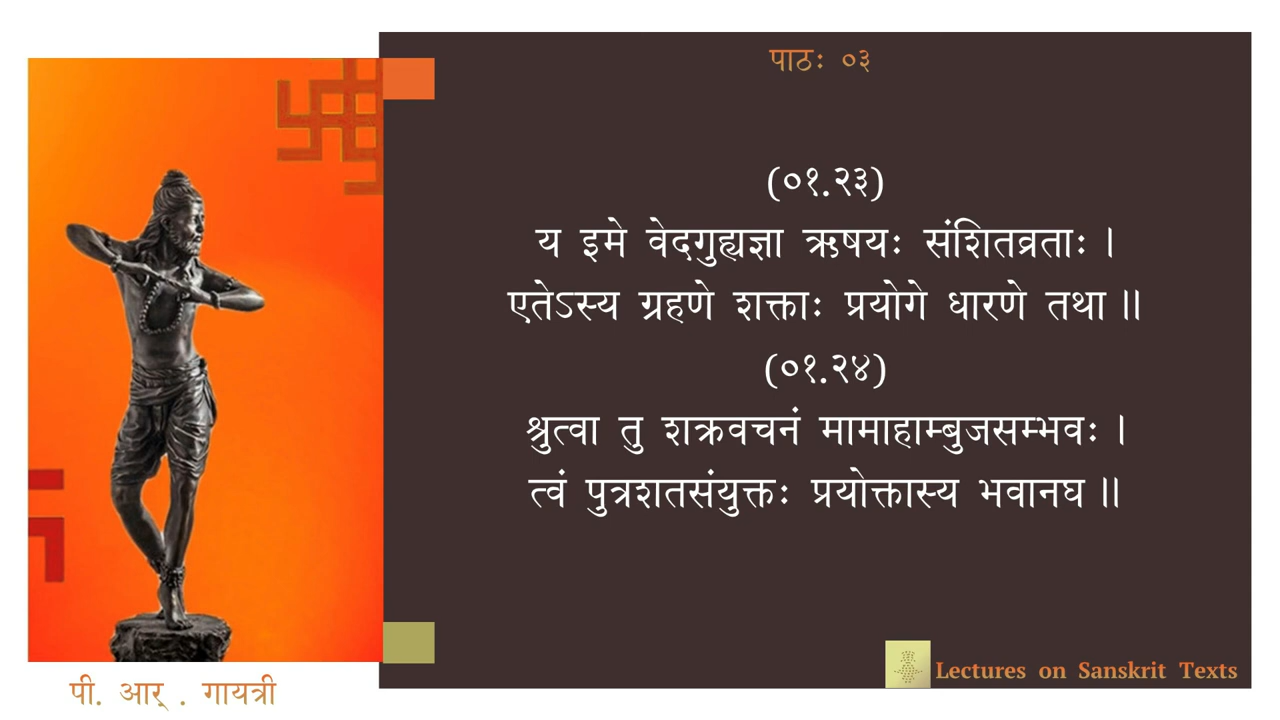 पाठः ०३
(०१.२३)
य इमे वेदगुह्यज्ञा ऋषयः संशितव्रताः ।
एतेऽस्य ग्रहणे शक्ताः प्रयोगे धारणे तथा ॥
(०१.२४)
श्रुत्वा तु शक्रवचनं मामाहाम्बुजसम्भवः ।
त्वं पुत्रशतसंयुक्तः प्रयोक्तास्य भवानघ ॥
Lectures on Sanskrit Texts
पी. आर् . गायत्री